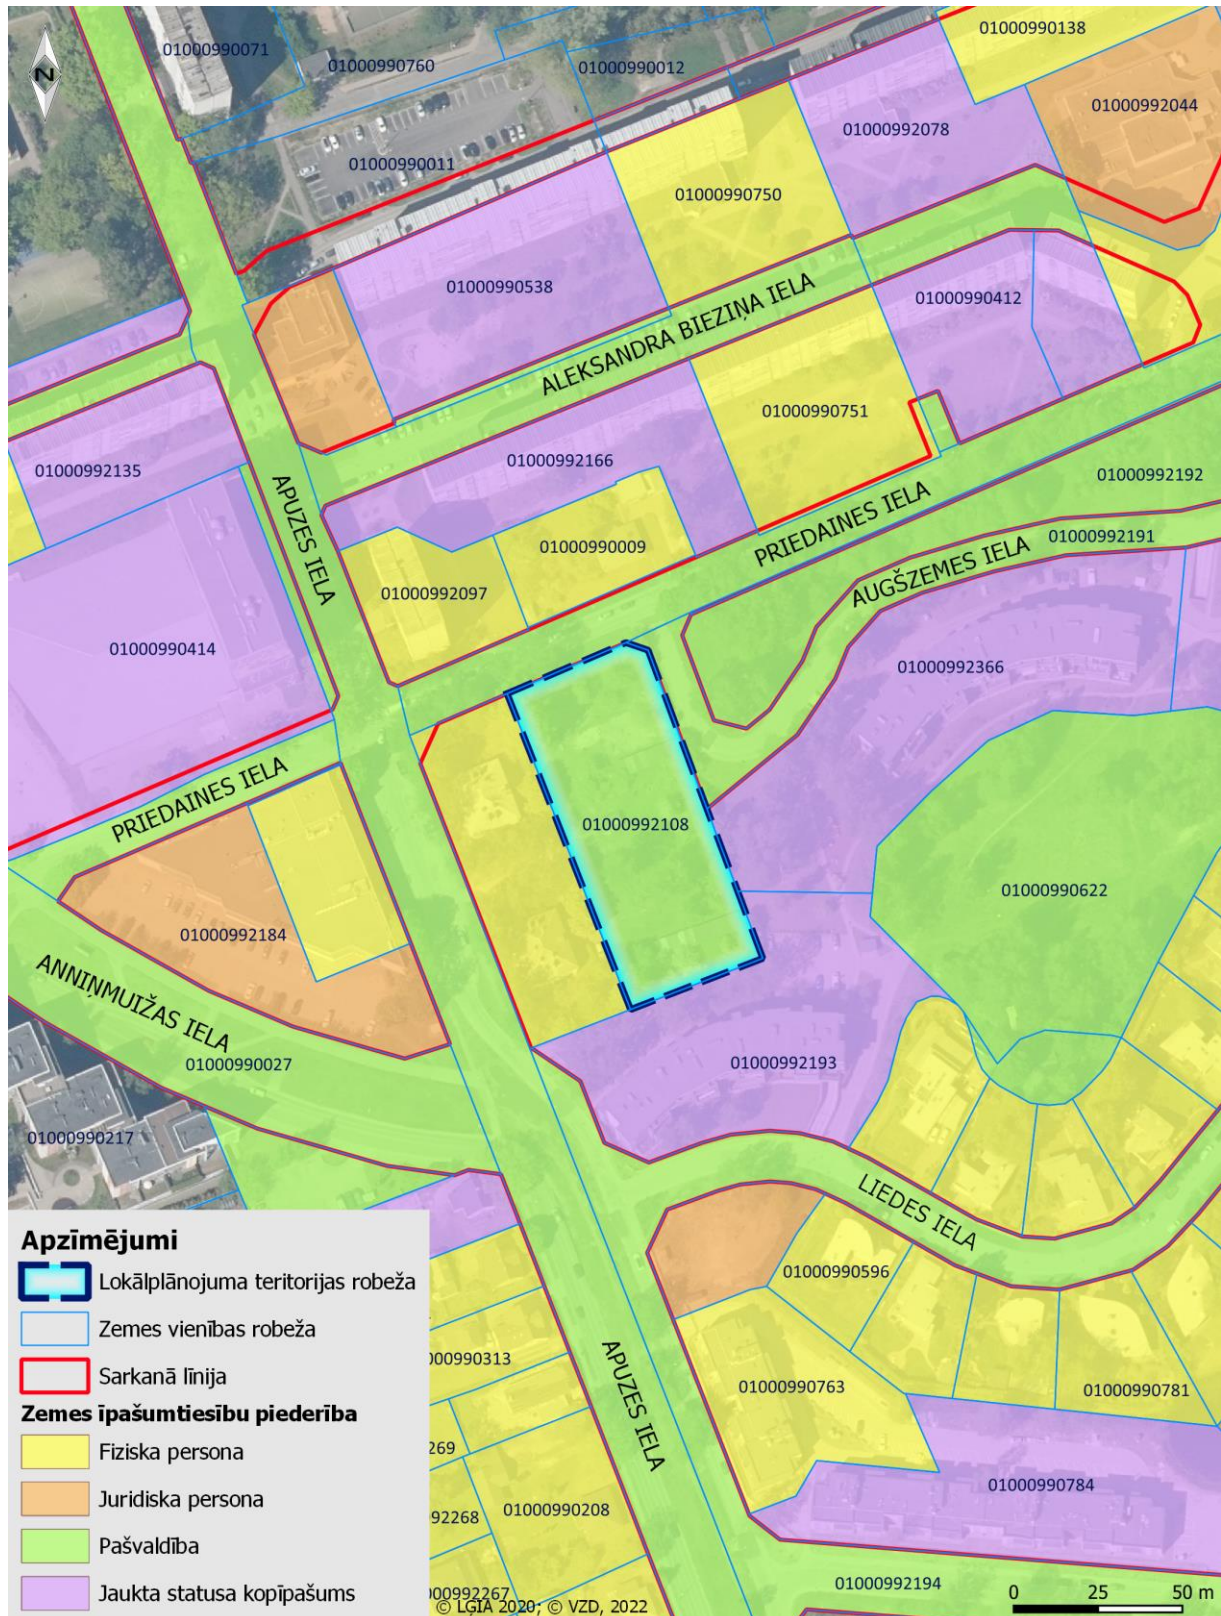 01000990138
01000990071
01000990760
01000990012
01000992044
01000992078
01000990011
01000990750
01000990538
01000990412
ALEKSANDRA BIEZIŅA IELA
01000990751
01000992135
01000992166
01000992192
APUZES IELA
PRIEDAINES IELA
01000992191
01000990009
AUGŠZEMES IELA
01000992097
01000990414
01000992366
PRIEDAINES IELA
01000992108
01000990622
01000992184
ANNIŅMUIŽAS IELA
01000990027
01000992193
01000990217
LIEDES IELA
01000990596
000990313
APUZES IELA
01000990763
01000990781
269
01000990784
01000990208
92268
01000992194
000992267
N
Apzīmējumi
Lokālplānojuma teritorijas robeža
Zemes vienības robeža
Sarkanā līnija
Zemes īpašumtiesību piederība
Fiziska persona
Juridiska persona
Pašvaldība
Jaukta statusa kopīpašums
© LĢIA 2020; © VZD, 2022
0 25 50 m